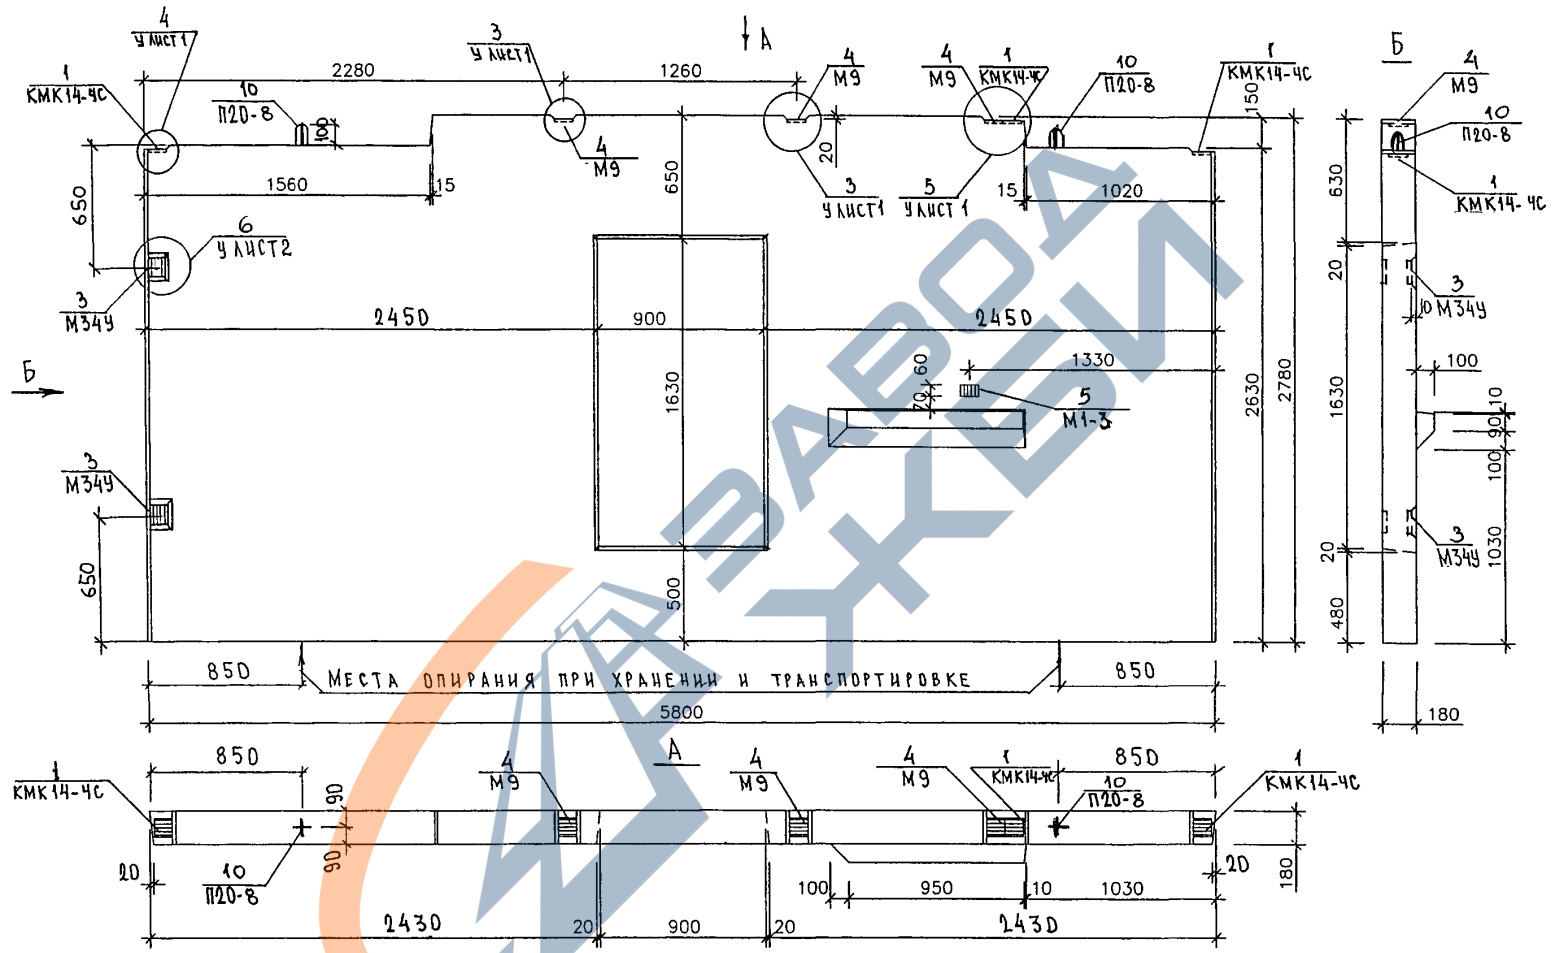 4
У ЛИСТ 1
3
У ЛИСТ1
А
4
М9
4
М9
1
КМК14-4С
10
П20-8
1
КМК14-4С
Б
4
М9
10
П20-8
1
КМК14-4С
2280
1260
1
КМК14-4С
10
П20-8
100
4
М9
20
150
650
1560
15
650
3
У ЛИСТ1
5
У ЛИСТ 1
15
1020
630
6
У ЛИСТ2
3
М34У
20
3
М34У
10
2450
900
2450
Б
60
70
1330
5
М1-3
1630
2630
2780
1630
100
10
90
100
3
М34У
650
500
20
3
М34У
1030
480
850
МЕСТА ОПИРАНИЯ ПРИ ХРАНЕНИИ И ТРАНСПОРТИРОВКЕ
850
5800
180
А
1
КМК14-4С
850
90
90
4
М9
4
М9
4
М9
1
КМК14-4С
850
10
П20-8
1
КМК14-4С
20
10
П20-8
100
950
10
1030
20
180
2430
20
900
20
2430
ЗАВОД
ЖБИ